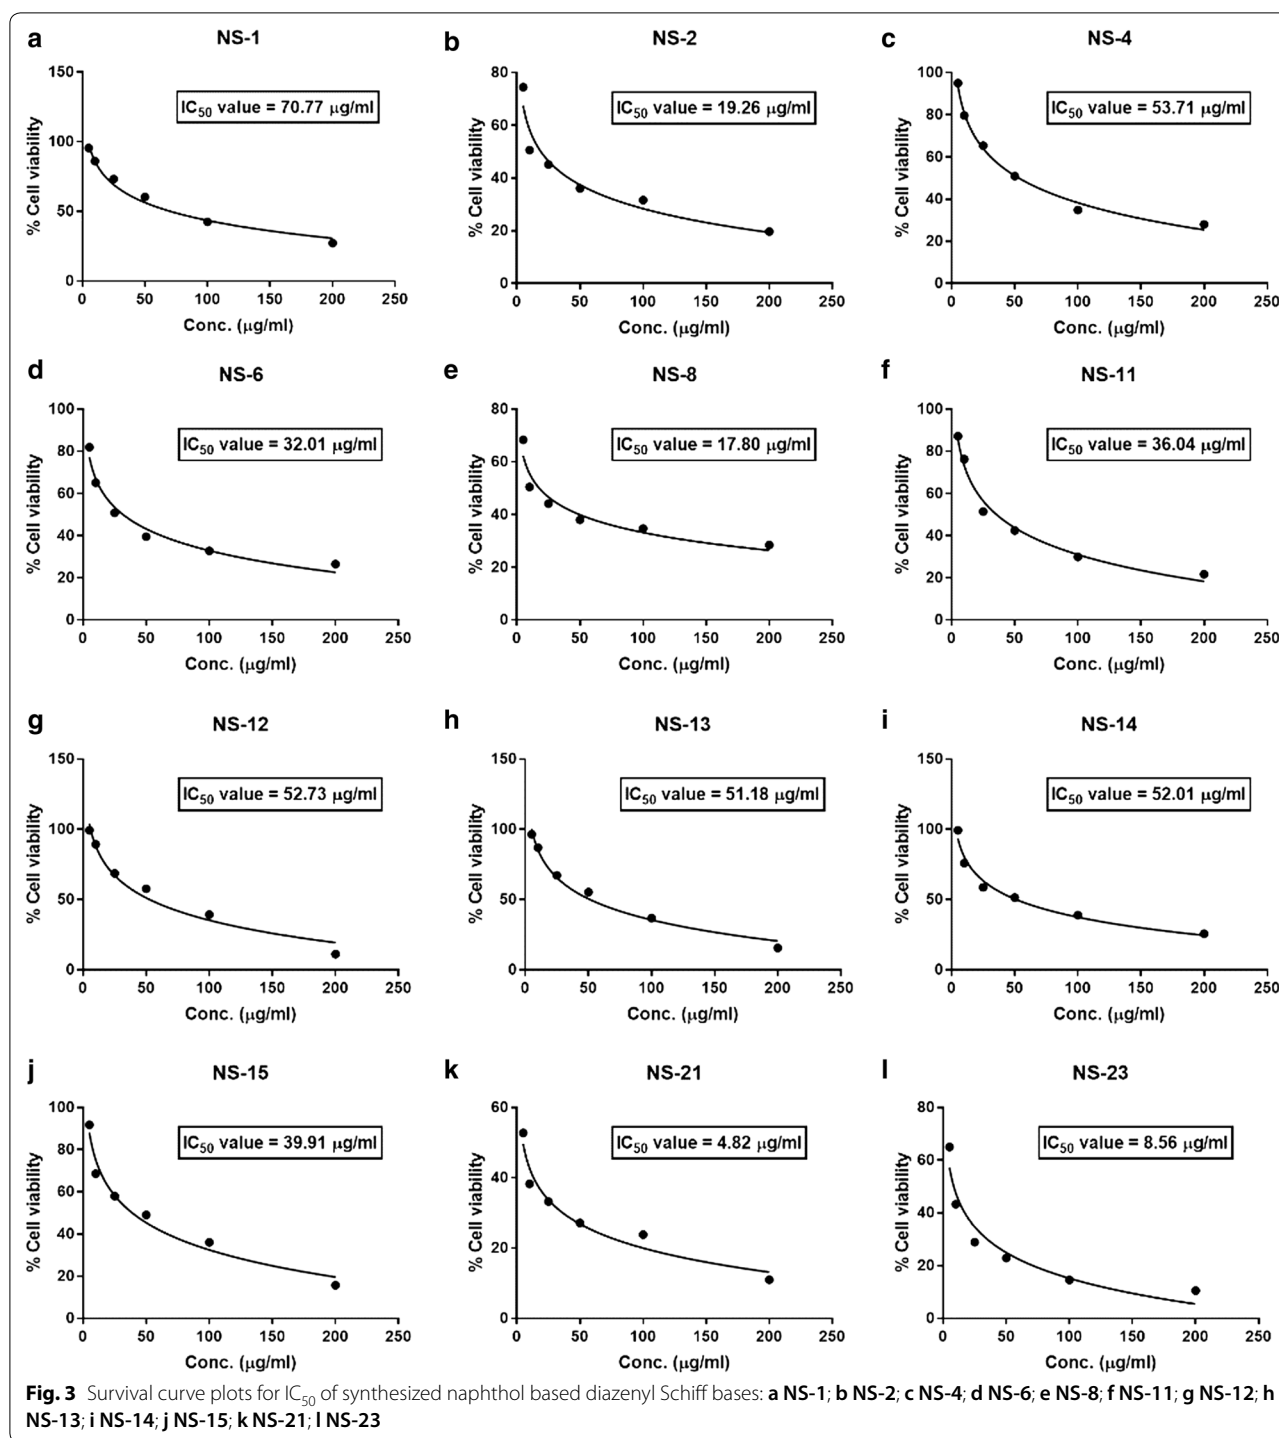 a NS-1
150
100
50
0
% Cell viability
IC50 value = 70.77 µg/ml
0 50 100 150 200 250
Conc. (µg/ml)
b NS-2
80
60
40
20
0
% Cell viability
IC50 value = 19.26 µg/ml
0 50 100 150 200 250
Conc. (µg/ml)
c NS-4
100
80
60
40
20
0
% Cell viability
IC50 value = 53.71 µg/ml
0 50 100 150 200 250
Conc. (µg/ml)
d NS-6
100
80
60
40
20
0
% Cell viability
IC50 value = 32.01 µg/ml
0 50 100 150 200 250
Conc. (µg/ml)
e NS-8
80
60
40
20
0
% Cell viability
IC50 value = 17.80 µg/ml
0 50 100 150 200 250
Conc. (µg/ml)
f NS-11
100
80
60
40
20
0
% Cell viability
IC50 value = 36.04 µg/ml
0 50 100 150 200 250
Conc. (µg/ml)
g NS-12
150
100
50
0
% Cell viability
IC50 value = 52.73 µg/ml
0 50 100 150 200 250
Conc. (µg/ml)
h NS-13
150
100
50
0
% Cell viability
IC50 value = 51.18 µg/ml
0 50 100 150 200 250
Conc. (µg/ml)
i NS-14
150
100
50
0
% Cell viability
IC50 value = 52.01 µg/ml
0 50 100 150 200 250
Conc. (µg/ml)
j NS-15
100
80
60
40
20
0
% Cell viability
IC50 value = 39.91 µg/ml
0 50 100 150 200 250
Conc. (µg/ml)
k NS-21
60
40
20
0
% Cell viability
IC50 value = 4.82 µg/ml
0 50 100 150 200 250
Conc. (µg/ml)
l NS-23
80
60
40
20
0
% Cell viability
IC50 value = 8.56 µg/ml
0 50 100 150 200 250
Conc. (µg/ml)
Fig. 3 Survival curve plots for IC50 of synthesized naphthol based diazenyl Schiff bases: a NS-1; b NS-2; c NS-4; d NS-6; e NS-8; f NS-11; g NS-12; h
NS-13; i NS-14; j NS-15; k NS-21; l NS-23